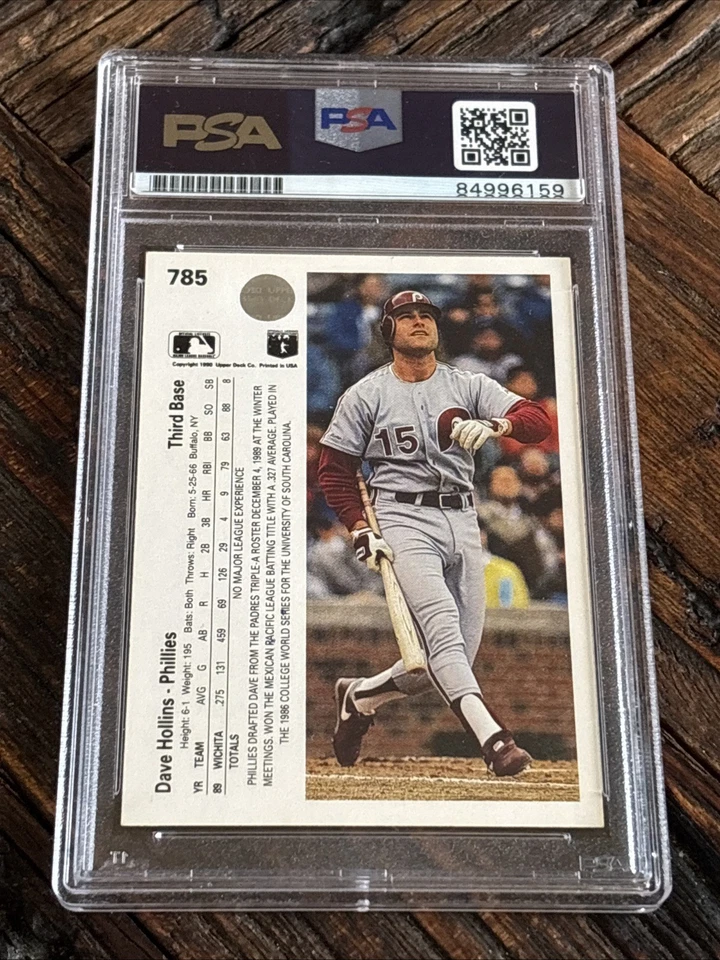 PSA
PSA
84996159
785
Copyright 1990 Upper Deck Co. Printed in USA
Dave Hollins - Phillies Third Base
Height: 6-1 Weight: 195 Bats: Both Throws: Right Born: 5-25-66 Buffalo, NY
YR TEAM AVG G AB R H 2B 3B HR RBI BB SO SB
89 WICHITA .275 131 459 69 126 29 4 9 79 63 88 8
TOTALS NO MAJOR LEAGUE EXPERIENCE
PHILLIES DRAFTED DAVE FROM THE PADRES TRIPLE-A ROSTER DECEMBER 4, 1989 AT THE WINTER
MEETINGS. WON THE MEXICAN PACIFIC LEAGUE BATTING TITLE WITH A .327 AVERAGE. PLAYED IN
THE 1986 COLLEGE WORLD SERIES FOR THE UNIVERSITY OF SOUTH CAROLINA.
15
PSA